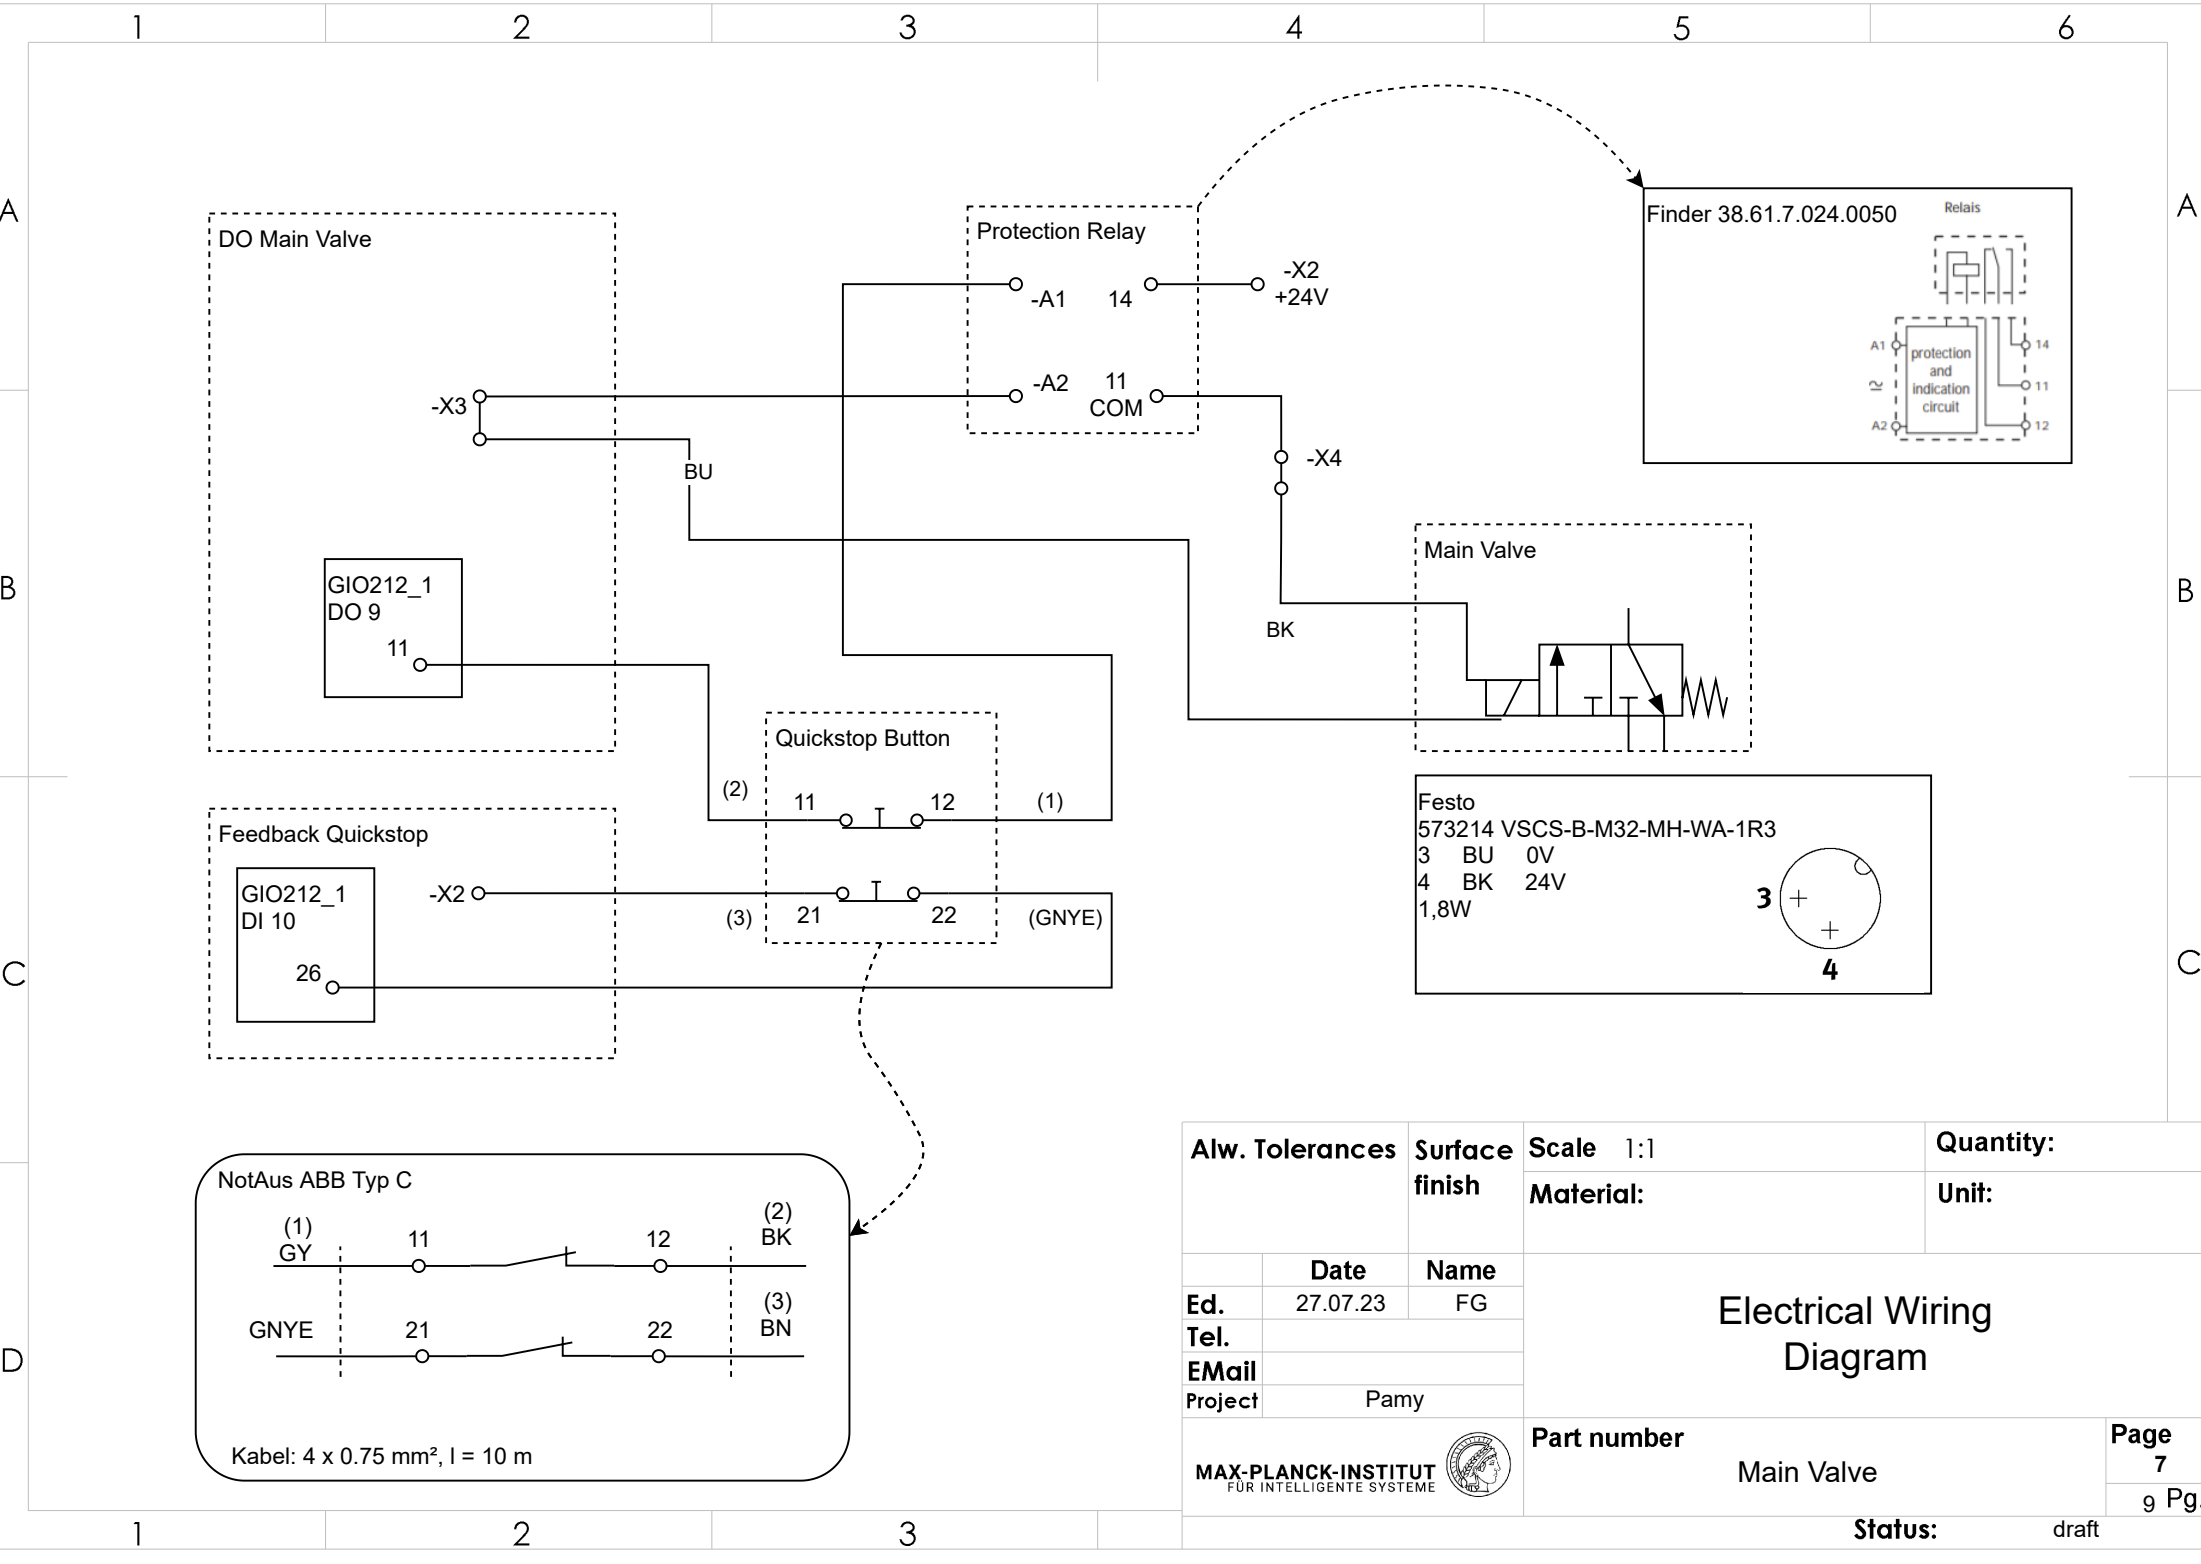 1 2 3 4 5 6
A A
B B
C C
D
DO Main Valve
-X3
BU
GIO212_1
DO 9
11
Protection Relay
-A1 14
-A2 11
COM
-X2
+24V
-X4
BK
Finder 38.61.7.024.0050
Relais
A1
A2
protection
and
indication
circuit
14
11
12
Main Valve
Quickstop Button
(2) 11 12 (1)
(3) 21 22 (GNYE)
Feedback Quickstop
GIO212_1
DI 10
26
-X2
Festo
573214 VSCS-B-M32-MH-WA-1R3
3 BU 0V
4 BK 24V
1,8W
3
4
NotAus ABB Typ C
(1)
GY
11 12
(2)
BK
GNYE
21 22
(3)
BN
Kabel: 4 x 0.75 mm², l = 10 m
Alw. Tolerances
Surface
finish
Scale 1:1
Quantity:
Material:
Unit:
Date Name
Ed. 27.07.23 FG
Tel.
EMail
Project Pamy
Electrical Wiring
Diagram
MAX-PLANCK-INSTITUT
FÜR INTELLIGENTE SYSTEME
Part number
Main Valve
Page
7
9 Pg.
Status: draft
1 2 3